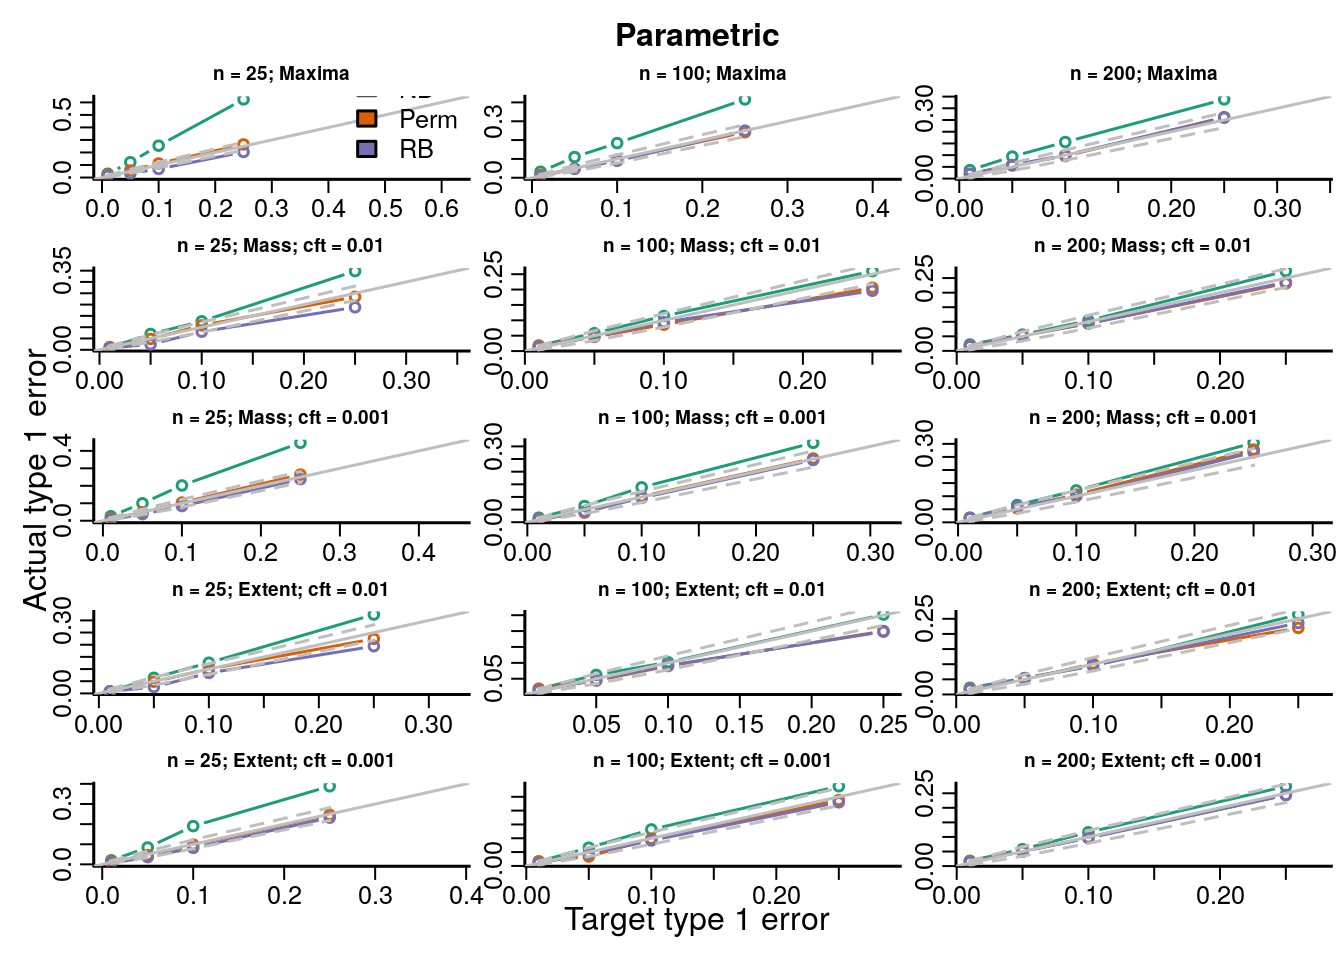 Parametric
n = 25; Maxima
n = 100; Maxima
n = 200; Maxima
0.0 0.5
Perm
RB
0.0 0.1 0.2 0.3 0.4 0.5 0.6
0.0 0.3
0.0 0.1 0.2 0.3 0.4
0.00 0.30
0.00 0.10 0.20 0.30
n = 25; Mass; cft = 0.01
n = 100; Mass; cft = 0.01
n = 200; Mass; cft = 0.01
0.00 0.35
0.00 0.10 0.20 0.30
0.00 0.25
0.00 0.10 0.20
0.00 0.25
0.00 0.10 0.20
Actual type 1 error
n = 25; Mass; cft = 0.001
n = 100; Mass; cft = 0.001
n = 200; Mass; cft = 0.001
0.0 0.4
0.0 0.1 0.2 0.3 0.4
0.00 0.30
0.00 0.10 0.20 0.30
0.00 0.30
0.00 0.10 0.20 0.30
n = 25; Extent; cft = 0.01
n = 100; Extent; cft = 0.01
n = 200; Extent; cft = 0.01
0.00 0.30
0.00 0.10 0.20 0.30
0.05
0.05 0.10 0.15 0.20 0.25
0.00 0.25
0.00 0.10 0.20
n = 25; Extent; cft = 0.001
n = 100; Extent; cft = 0.001
n = 200; Extent; cft = 0.001
0.0 0.3
0.0 0.1 0.2 0.3 0.4
0.00
0.00 0.10 0.20
0.00 0.25
0.00 0.10 0.20
Target type 1 error